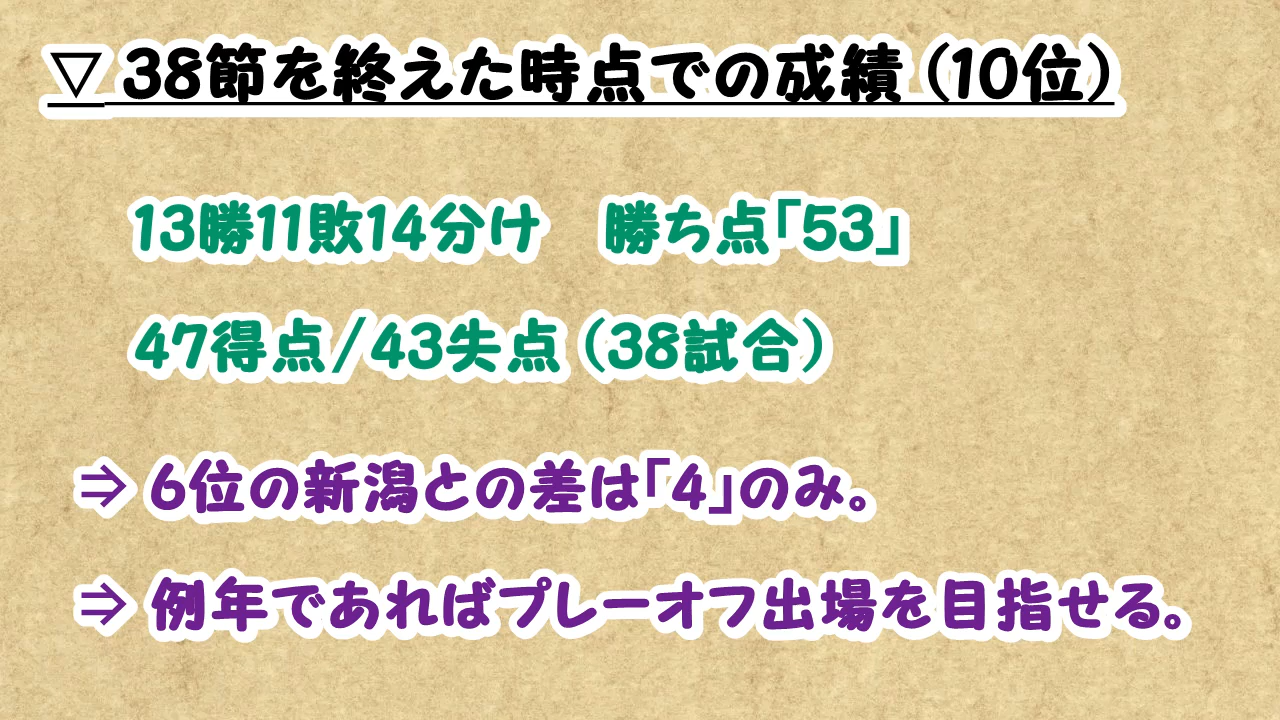 ▽ 38節を終えた時点での成績 (10位)
13勝11敗14分け　勝ち点「53」
47得点/43失点 (38試合)
⇒ 6位の新潟との差は「4」のみ。
⇒ 例年であればプレーオフ出場を目指せる。